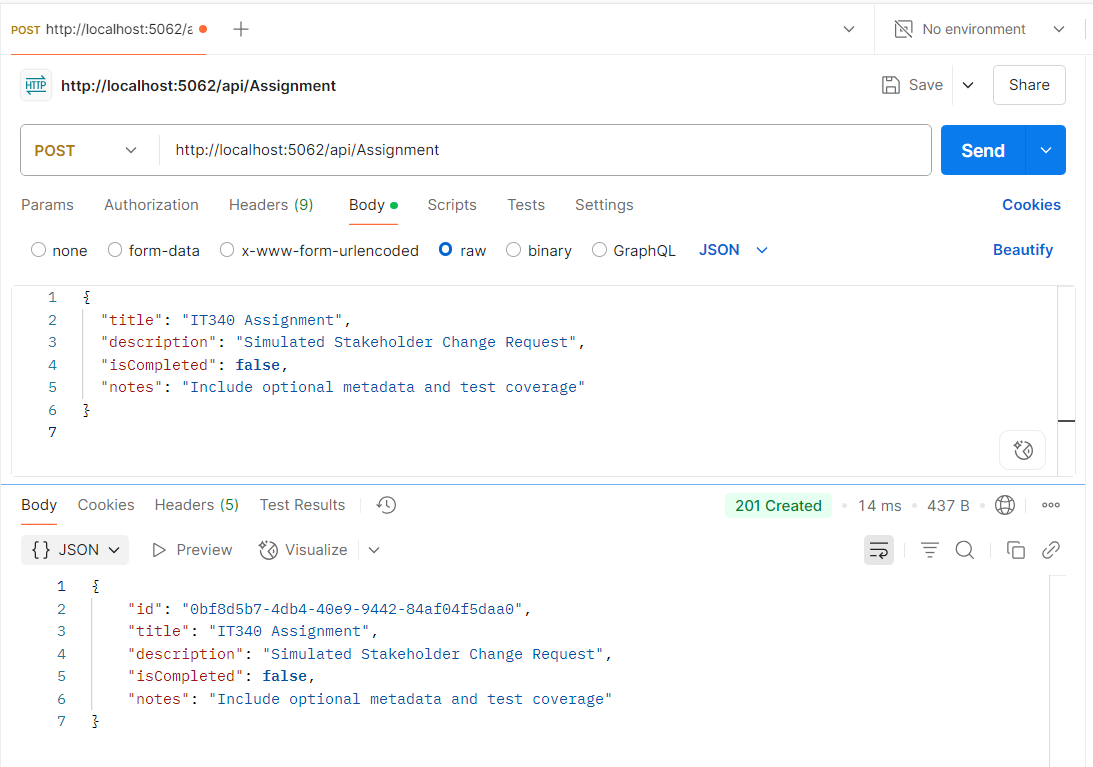 POST http://localhost:5062/a
No environment
HTTP http://localhost:5062/api/Assignment
Save
Share
POST
http://localhost:5062/api/Assignment
Send
Params Authorization Headers (9) Body Scripts Tests Settings Cookies
none form-data x-www-form-urlencoded raw binary GraphQL JSON Beautify
1 {
2 "title": "IT340 Assignment",
3 "description": "Simulated Stakeholder Change Request",
4 "isCompleted": false,
5 "notes": "Include optional metadata and test coverage"
6 }
7
Body Cookies Headers (5) Test Results 201 Created 14 ms 437 B
{} JSON Preview Visualize
1 {
2 "id": "0bf8d5b7-4db4-40e9-9442-84af04f5daa0",
3 "title": "IT340 Assignment",
4 "description": "Simulated Stakeholder Change Request",
5 "isCompleted": false,
6 "notes": "Include optional metadata and test coverage"
7 }